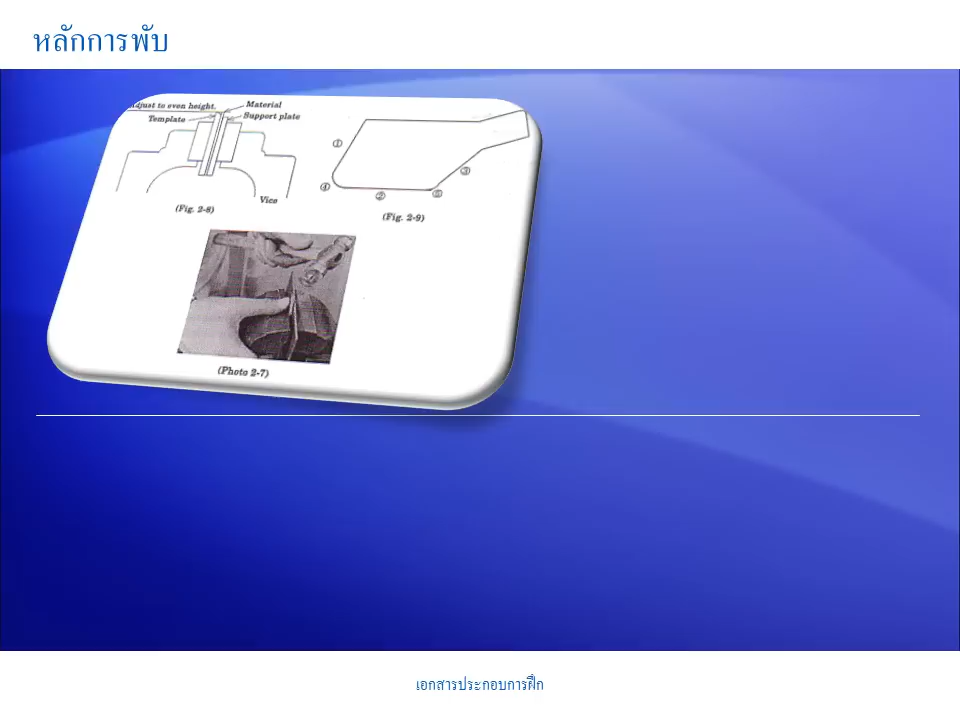 หลักการพับ
Adjust to even height.
Material
Template
Support plate
Vice
(Fig. 2-8)
①
②
③
④
⑤
(Fig. 2-9)
(Photo 2-7)
เอกสารประกอบการฝึก